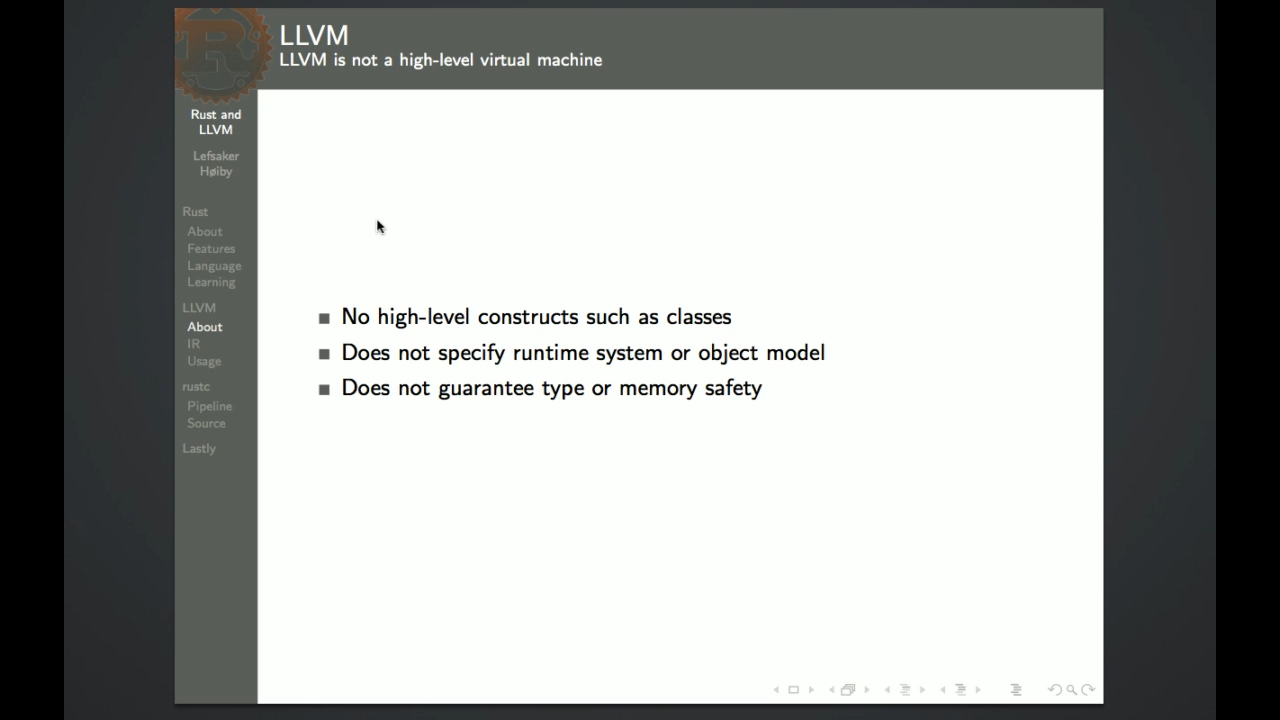 LLVM
LLVM is not a high-level virtual machine
R
Rust and
LLVM
Lefsaker
Høiby
Rust
About
Features
Language
Learning
LLVM
About
IR
Usage
rustc
Pipeline
Source
Lastly
No high-level constructs such as classes
Does not specify runtime system or object model
Does not guarantee type or memory safety